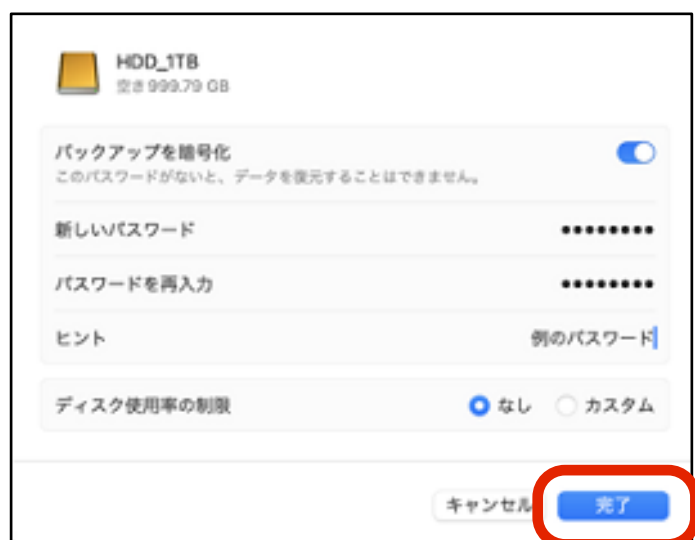 HDD_1TB
空き 999.79 GB
バックアップを暗号化
このパスワードがないと、データを復元することはできません。
新しいパスワード ••••••••
パスワードを再入力 ••••••••
ヒント 例のパスワード
ディスク使用率の制限 なし カスタム
キャンセル 完了